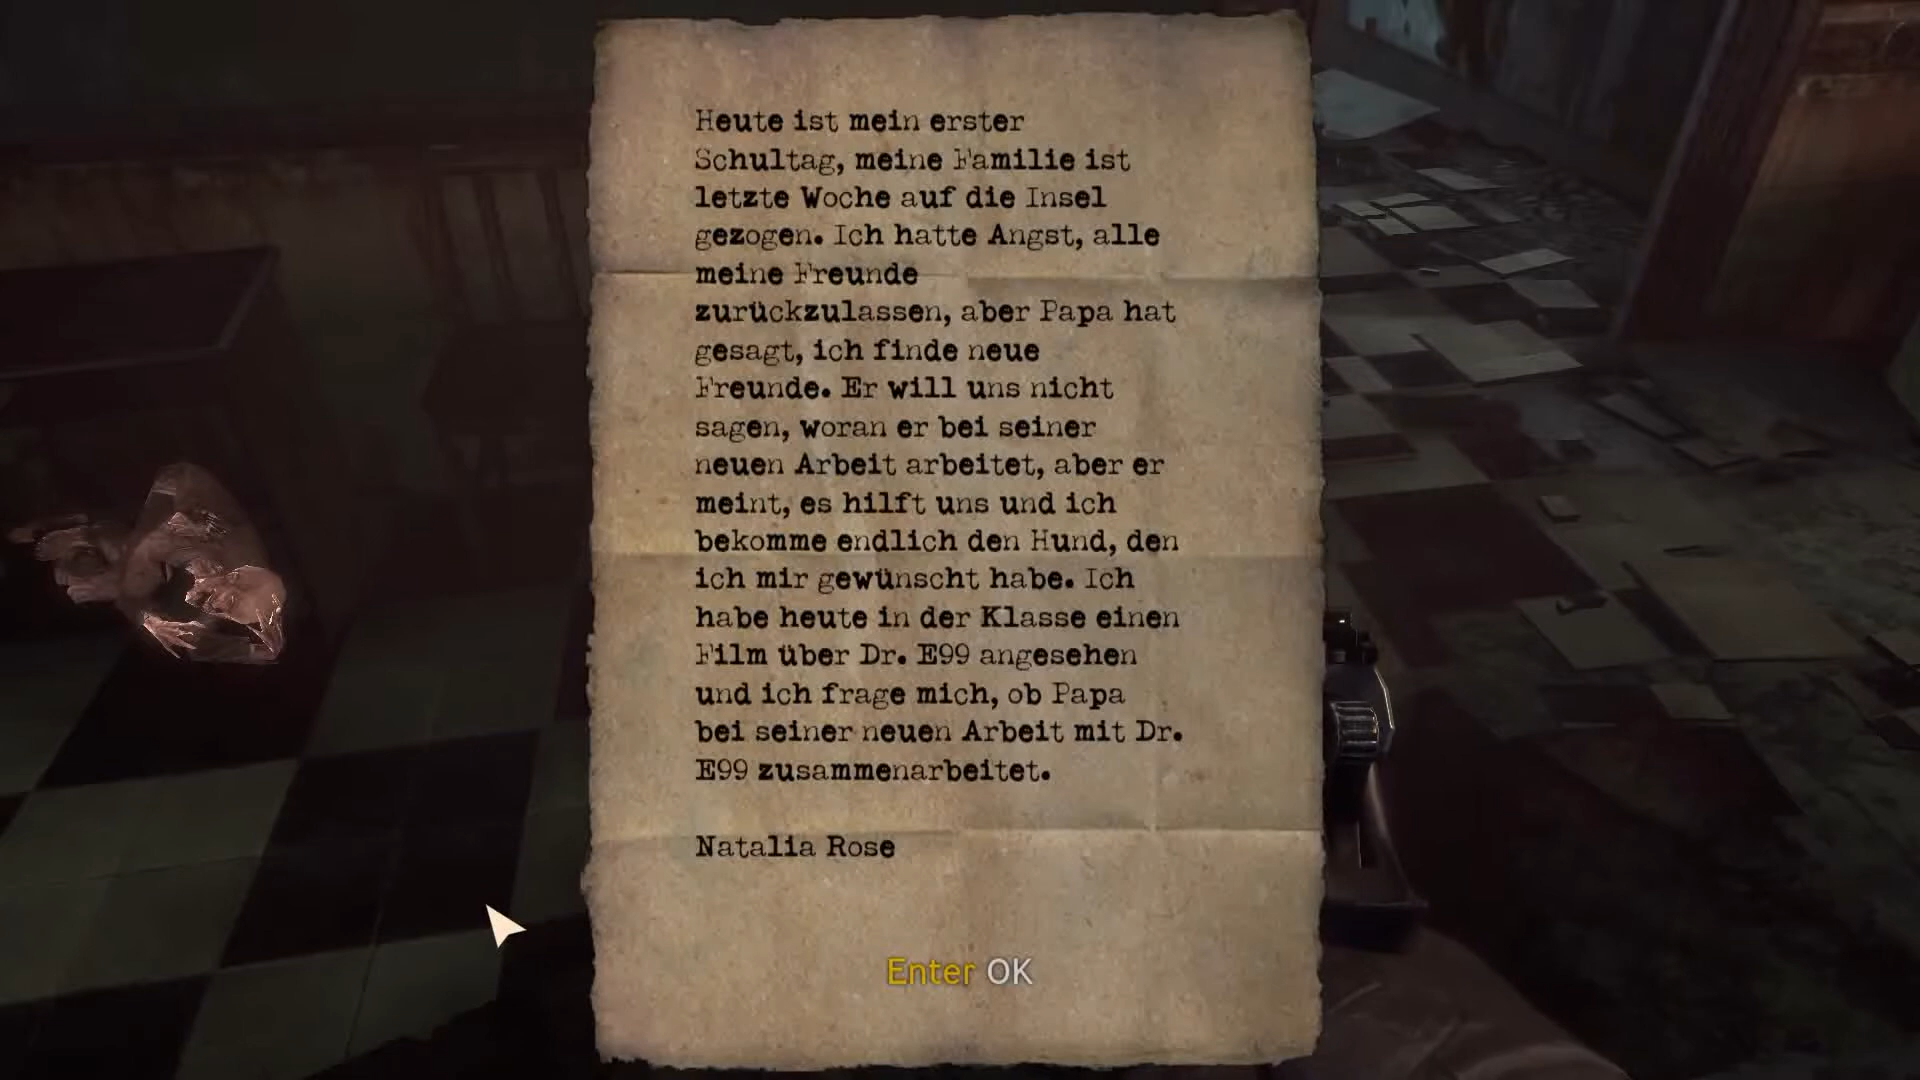 Heute ist mein erster
Schultag, meine Familie ist
letzte Woche auf die Insel
gezogen. Ich hatte Angst, alle
meine Freunde
zurückzulassen, aber Papa hat
gesagt, ich finde neue
Freunde. Er will uns nicht
sagen, woran er bei seiner
neuen Arbeit arbeitet, aber er
meint, es hilft uns und ich
bekomme endlich den Hund, den
ich mir gewünscht habe. Ich
habe heute in der Klasse einen
Film über Dr. E99 angesehen
und ich frage mich, ob Papa
bei seiner neuen Arbeit mit Dr.
E99 zusammenarbeitet.
Natalia Rose
Enter OK